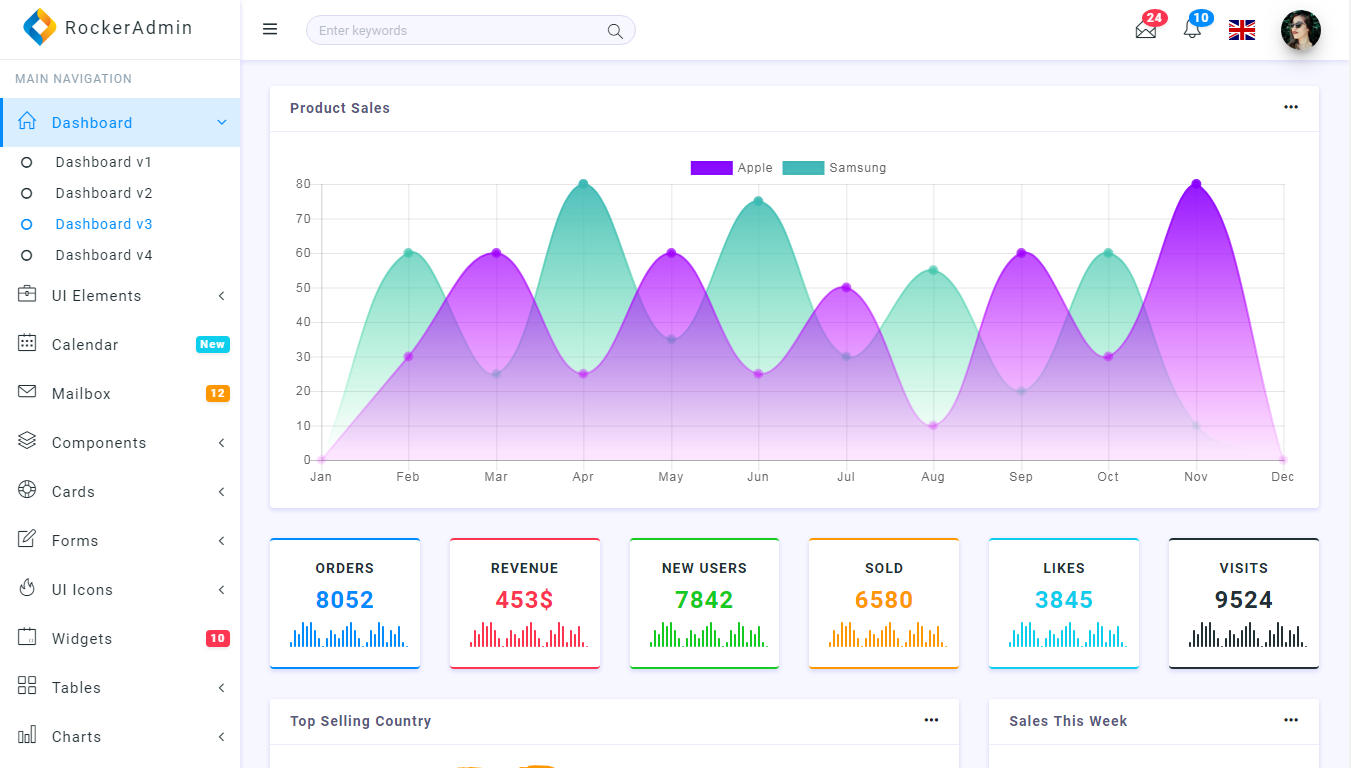 RockerAdmin
Enter keywords
24
10
MAIN NAVIGATION
Dashboard
Dashboard v1
Dashboard v2
Dashboard v3
Dashboard v4
UI Elements
Calendar New
Mailbox 12
Components
Cards
Forms
UI Icons
Widgets 10
Tables
Charts
Product Sales
Apple Samsung
80
70
60
50
40
30
20
10
0
Jan Feb Mar Apr May Jun Jul Aug Sep Oct Nov Dec
ORDERS
8052
REVENUE
453$
NEW USERS
7842
SOLD
6580
LIKES
3845
VISITS
9524
Top Selling Country
Sales This Week